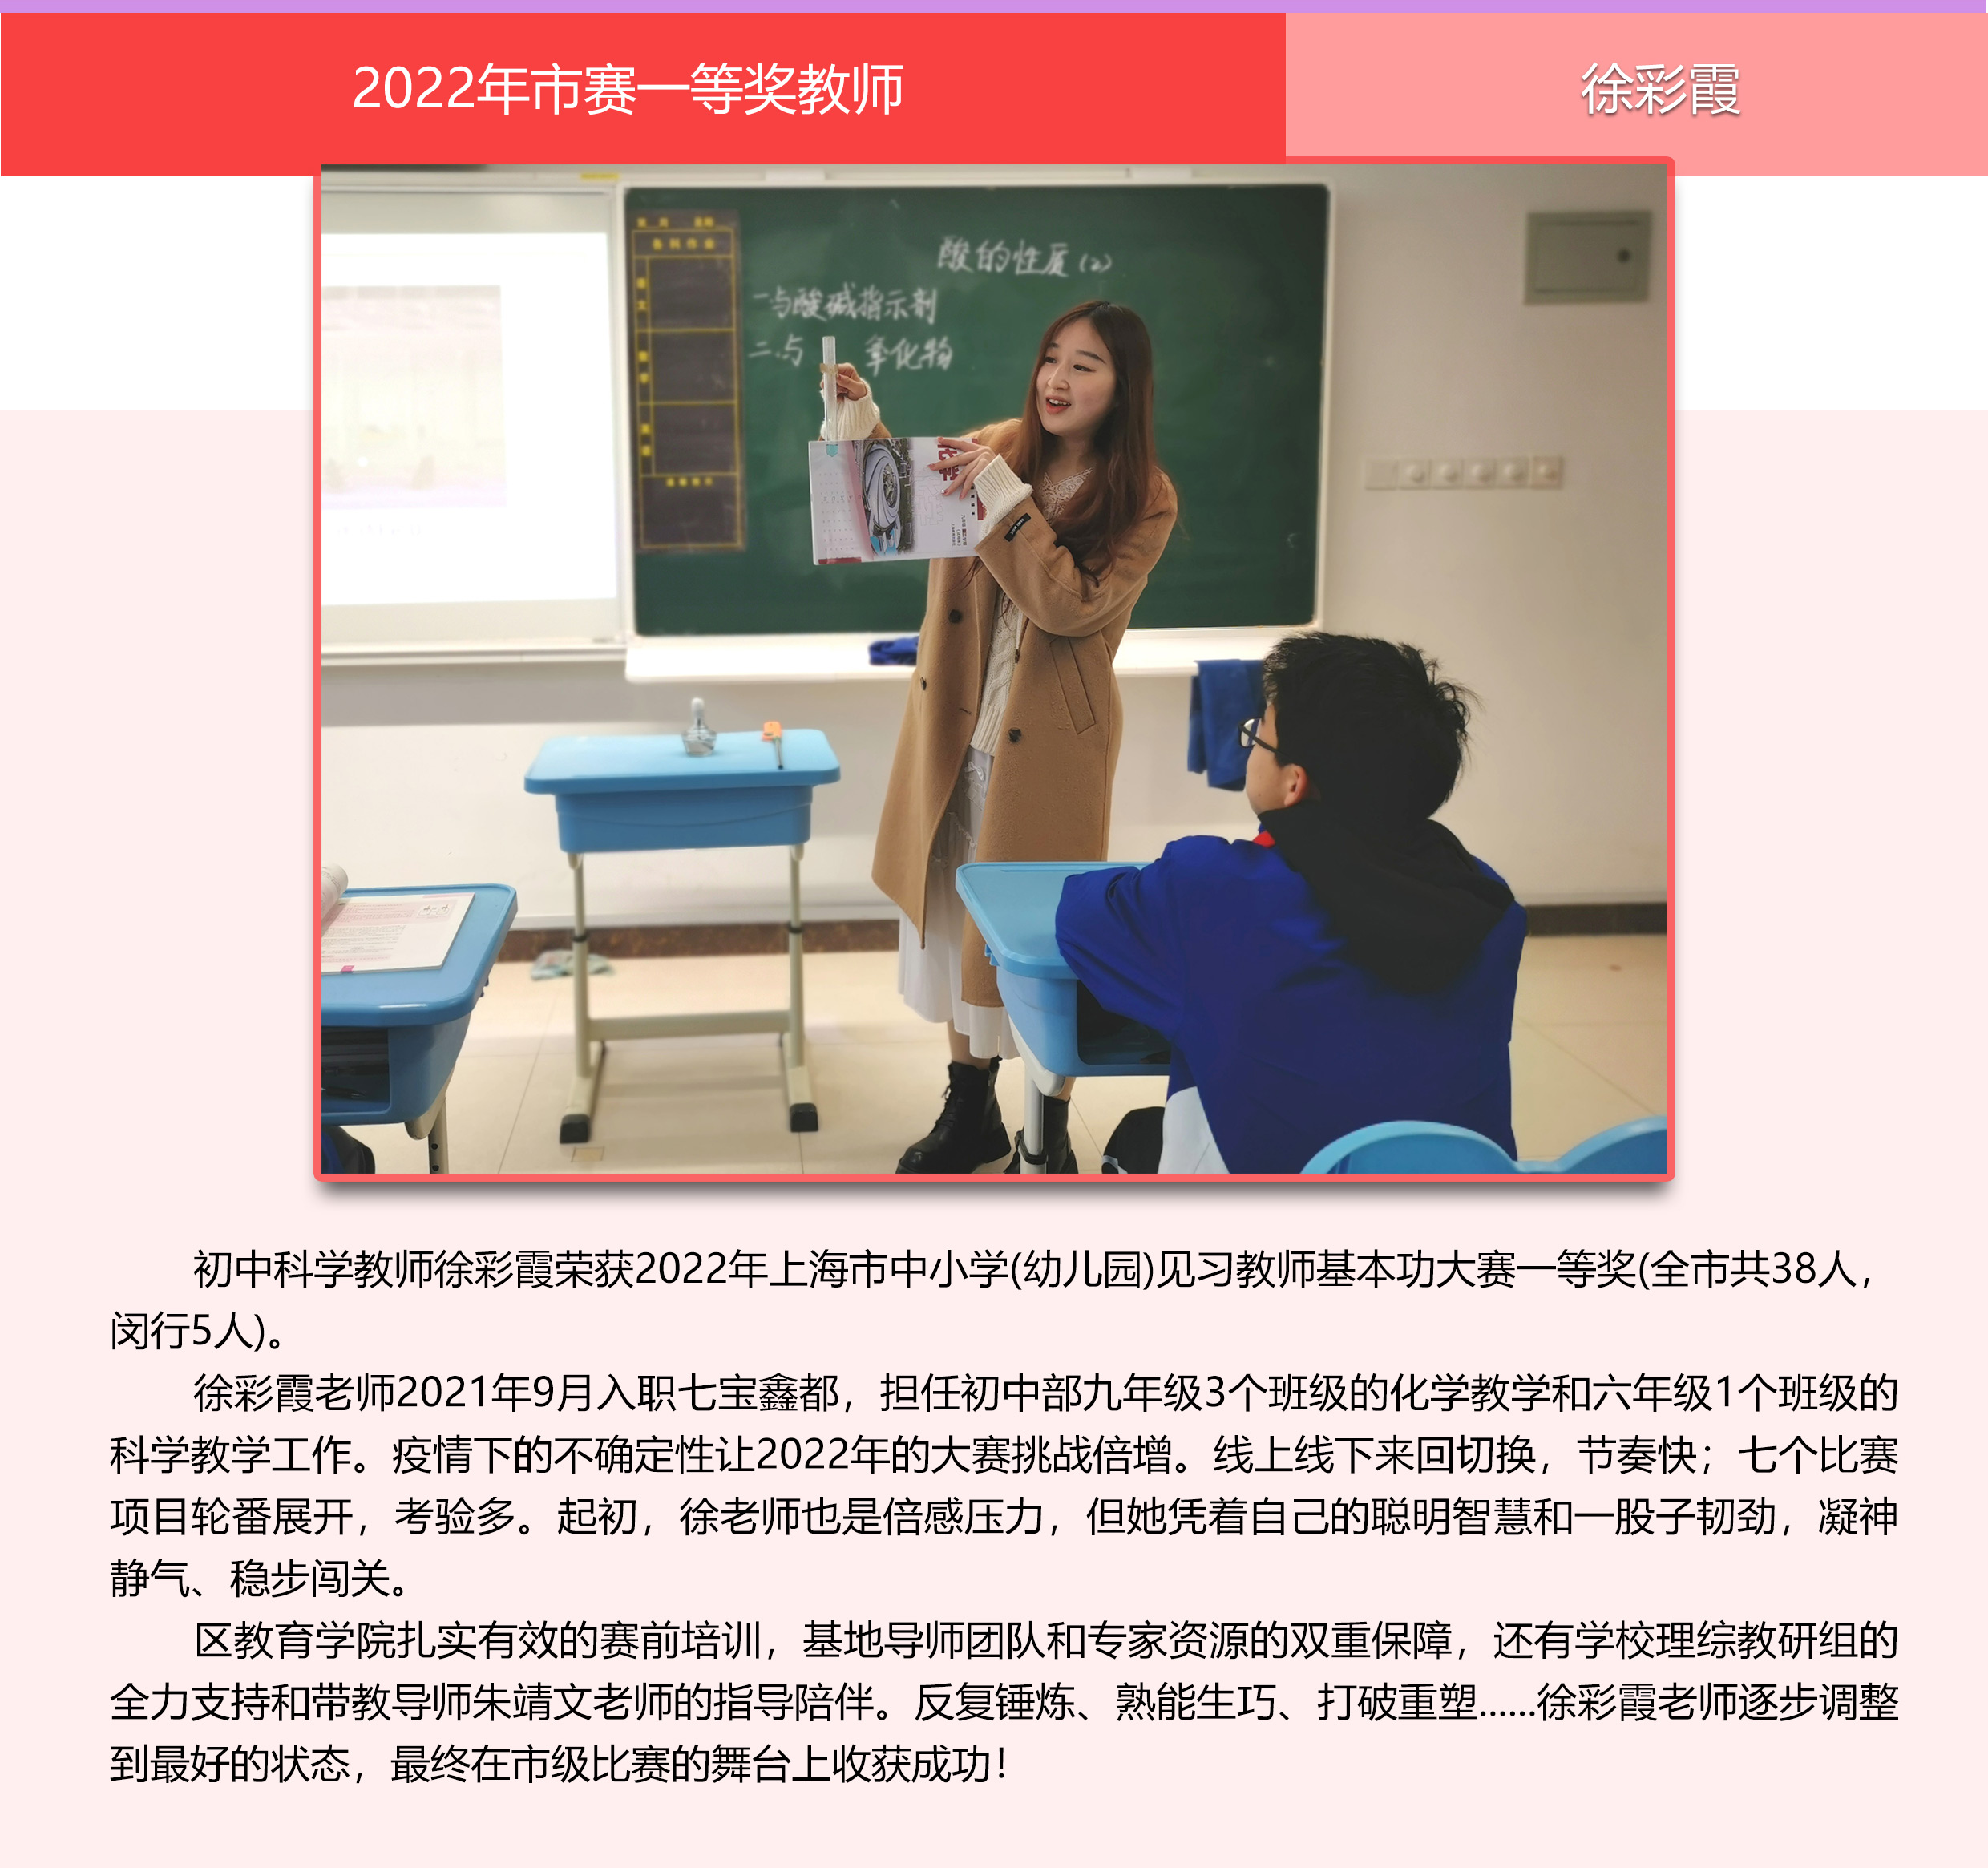 2022年市赛一等奖教师
徐彩霞
酸的性质(2)
一与酸碱指示剂
二.与 氧化物
各科作业
初中科学教师徐彩霞荣获2022年上海市中小学(幼儿园)见习教师基本功大赛一等奖(全市共38人，
闵行5人)。
徐彩霞老师2021年9月入职七宝鑫都，担任初中部九年级3个班级的化学教学和六年级1个班级的
科学教学工作。疫情下的不确定性让2022年的大赛挑战倍增。线上线下来回切换，节奏快；七个比赛
项目轮番展开，考验多。起初，徐老师也是倍感压力，但她凭着自己的聪明智慧和一股子韧劲，凝神
静气、稳步闯关。
区教育学院扎实有效的赛前培训，基地导师团队和专家资源的双重保障，还有学校理综教研组的
全力支持和带教导师朱靖文老师的指导陪伴。反复锤炼、熟能生巧、打破重塑......徐彩霞老师逐步调整
到最好的状态，最终在市级比赛的舞台上收获成功！